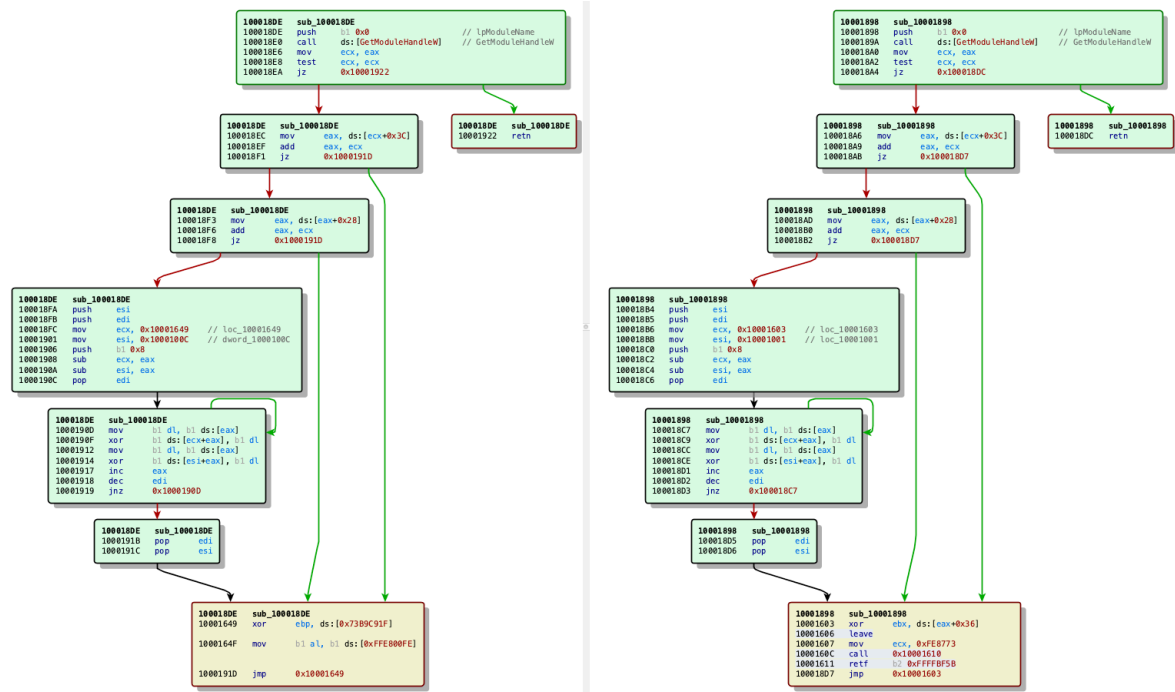 100018DE sub_100018DE
100018DE push b1 0x0 // lpModuleName
100018E0 call ds:[GetModuleHandleW] // GetModuleHandleW
100018E6 mov ecx, eax
100018E8 test ecx, ecx
100018EA jz 0x10001922
100018DE sub_100018DE
100018EC mov eax, ds:[ecx+0x3C]
100018EF add eax, ecx
100018F1 jz 0x1000191D
100018DE sub_100018DE
10001922 retn
100018DE sub_100018DE
100018F3 mov eax, ds:[eax+0x28]
100018F6 add eax, ecx
100018F8 jz 0x1000191D
100018DE sub_100018DE
100018FA push esi
100018FB push edi
100018FC mov ecx, 0x10001649 // loc_10001649
10001901 mov esi, 0x1000100C // dword_1000100C
10001906 push b1 0x8
10001908 sub ecx, eax
1000190A sub esi, eax
1000190C pop edi
100018DE sub_100018DE
1000190D mov b1 dl, b1 ds:[eax]
1000190F xor b1 ds:[ecx+eax], b1 dl
10001912 mov b1 dl, b1 ds:[eax]
10001914 xor b1 ds:[esi+eax], b1 dl
10001917 inc eax
10001918 dec edi
10001919 jnz 0x1000190D
100018DE sub_100018DE
1000191B pop edi
1000191C pop esi
100018DE sub_100018DE
10001649 xor ebp, ds:[0x73B9C91F]
1000164F mov b1 al, b1 ds:[0xFFE800FE]
1000191D jmp 0x10001649
10001898 sub_10001898
10001898 push b1 0x0 // lpModuleName
1000189A call ds:[GetModuleHandleW] // GetModuleHandleW
100018A0 mov ecx, eax
100018A2 test ecx, ecx
100018A4 jz 0x100018DC
10001898 sub_10001898
100018A6 mov eax, ds:[ecx+0x3C]
100018A9 add eax, ecx
100018AB jz 0x100018D7
10001898 sub_10001898
100018DC retn
10001898 sub_10001898
100018AD mov eax, ds:[eax+0x28]
100018B0 add eax, ecx
100018B2 jz 0x100018D7
10001898 sub_10001898
100018B4 push esi
100018B5 push edi
100018B6 mov ecx, 0x10001603 // loc_10001603
100018BB mov esi, 0x10001001 // loc_10001001
100018C0 push b1 0x8
100018C2 sub ecx, eax
100018C4 sub esi, eax
100018C6 pop edi
10001898 sub_10001898
100018C7 mov b1 dl, b1 ds:[eax]
100018C9 xor b1 ds:[ecx+eax], b1 dl
100018CC mov b1 dl, b1 ds:[eax]
100018CE xor b1 ds:[esi+eax], b1 dl
100018D1 inc eax
100018D2 dec edi
100018D3 jnz 0x100018C7
10001898 sub_10001898
100018D5 pop edi
100018D6 pop esi
10001898 sub_10001898
10001603 xor ebx, ds:[eax+0x36]
10001606 leave
10001607 mov ecx, 0xFE8773
1000160C call 0x10001610
10001611 retf b2 0xFFFFBF5B
100018D7 jmp 0x10001603